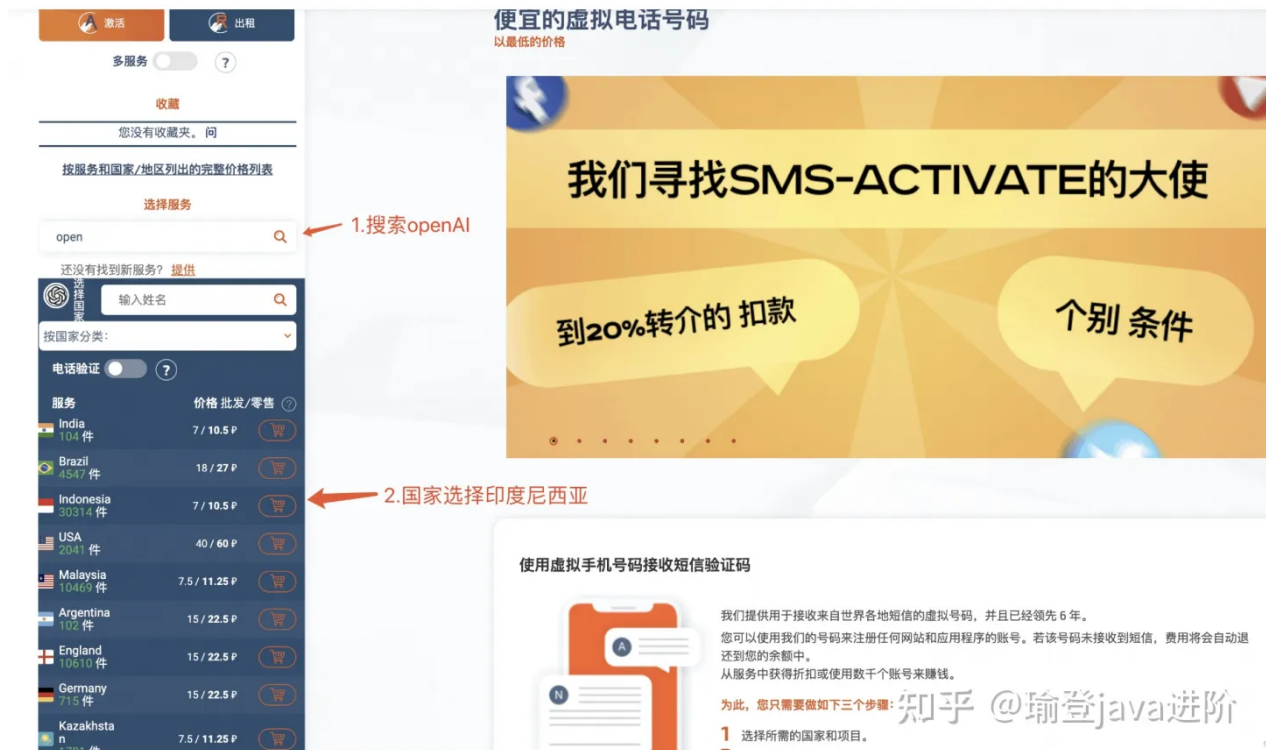 激活
出租
多服务
?
收藏
您没有收藏夹。问
按服务和国家/地区列出的完整价格列表
选择服务
open
1.搜索openAI
还没有找到新服务? 提供
选择国家
输入姓名
按国家分类:
电话验证
?
服务 价格 批发/零售 ?
India
104 件
7 / 10.5 ₽
Brazil
4547 件
18 / 27 ₽
Indonesia
30314 件
7 / 10.5 ₽
2.国家选择印度尼西亚
USA
2041 件
40 / 60 ₽
Malaysia
10469 件
7.5 / 11.25 ₽
Argentina
102 件
15 / 22.5 ₽
England
10610 件
15 / 22.5 ₽
Germany
715 件
15 / 22.5 ₽
Kazakhsta
n
7.5 / 11.25 ₽
便宜的虚拟电话号码
以最低的价格
我们寻找SMS-ACTIVATE的大使
到20%转介的 扣款
个别 条件
使用虚拟手机号码接收短信验证码
A
N
我们提供用于接收来自世界各地短信的虚拟号码，并且已经领先 6 年。
您可以使用我们的号码来注册任何网站和应用程序的账号。若该号码未接收到短信，费用将会自动退
还到您的余额中。
从服务中获得折扣或使用数千个账号来赚钱。
为此，您只需要做如下三个步骤:
1 选择所需的国家和项目。
知乎 @瑜登java进阶